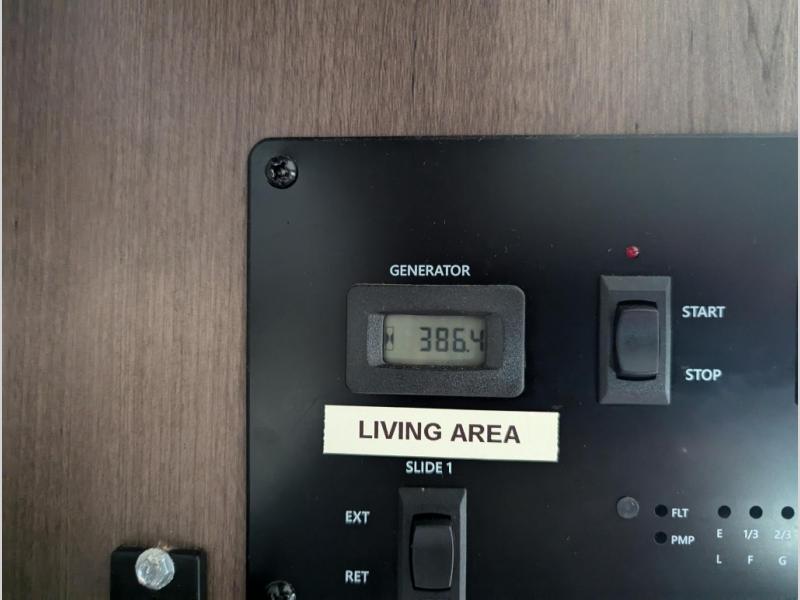 GENERATOR
386.4
START
STOP
LIVING AREA
SLIDE 1
EXT
RET
FLT
PMP
E 1/3 2/3
L F G